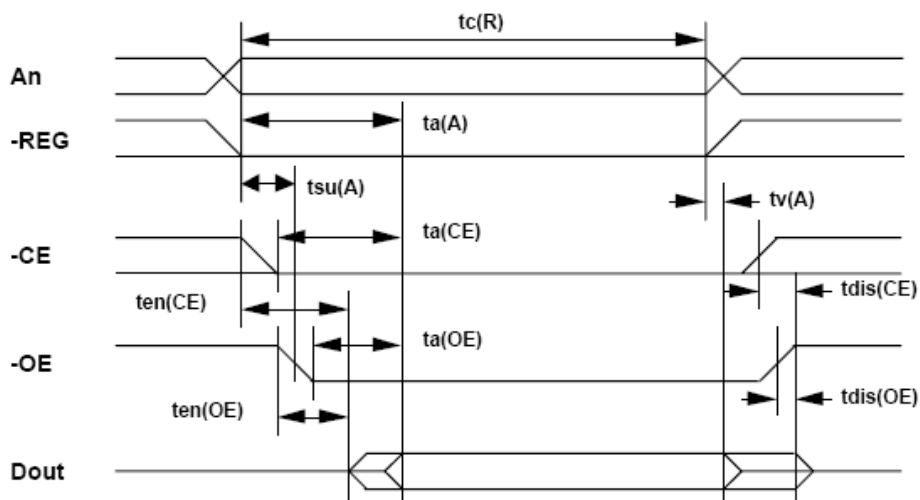 tc(R)
An
ta(A)
-REG
tsu(A)
tv(A)
ta(CE)
-CE
ten(CE)
tdis(CE)
ta(OE)
-OE
ten(OE)
tdis(OE)
Dout